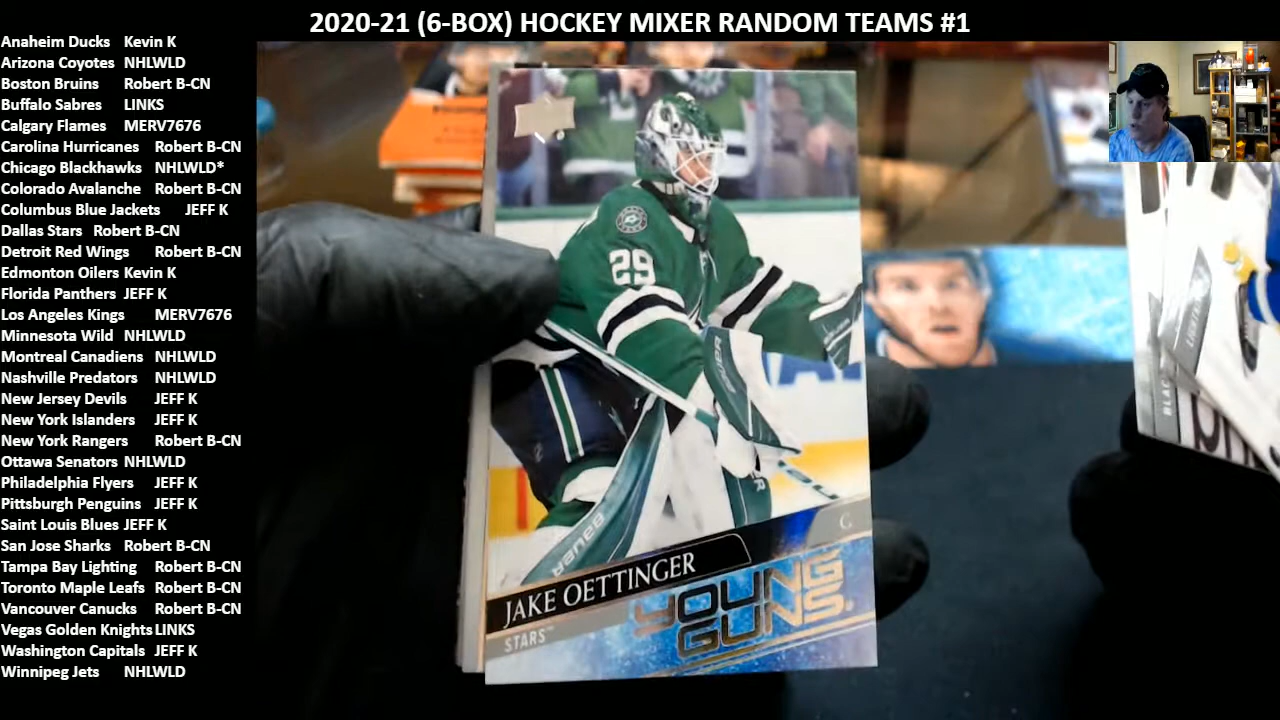 2020-21 (6-BOX) HOCKEY MIXER RANDOM TEAMS #1
Anaheim Ducks Kevin K
Arizona Coyotes NHLWLD
Boston Bruins Robert B-CN
Buffalo Sabres LINKS
Calgary Flames MERV7676
Carolina Hurricanes Robert B-CN
Chicago Blackhawks NHLWLD*
Colorado Avalanche Robert B-CN
Columbus Blue Jackets JEFF K
Dallas Stars Robert B-CN
Detroit Red Wings Robert B-CN
Edmonton Oilers Kevin K
Florida Panthers JEFF K
Los Angeles Kings MERV7676
Minnesota Wild NHLWLD
Montreal Canadiens NHLWLD
Nashville Predators NHLWLD
New Jersey Devils JEFF K
New York Islanders JEFF K
New York Rangers Robert B-CN
Ottawa Senators NHLWLD
Philadelphia Flyers JEFF K
Pittsburgh Penguins JEFF K
Saint Louis Blues JEFF K
San Jose Sharks Robert B-CN
Tampa Bay Lighting Robert B-CN
Toronto Maple Leafs Robert B-CN
Vancouver Canucks Robert B-CN
Vegas Golden Knights LINKS
Washington Capitals JEFF K
Winnipeg Jets NHLWLD
29
BAUER
BAUER
G
JAKE OETTINGER
STARS™
YOUNG
GUNS®
BLAC